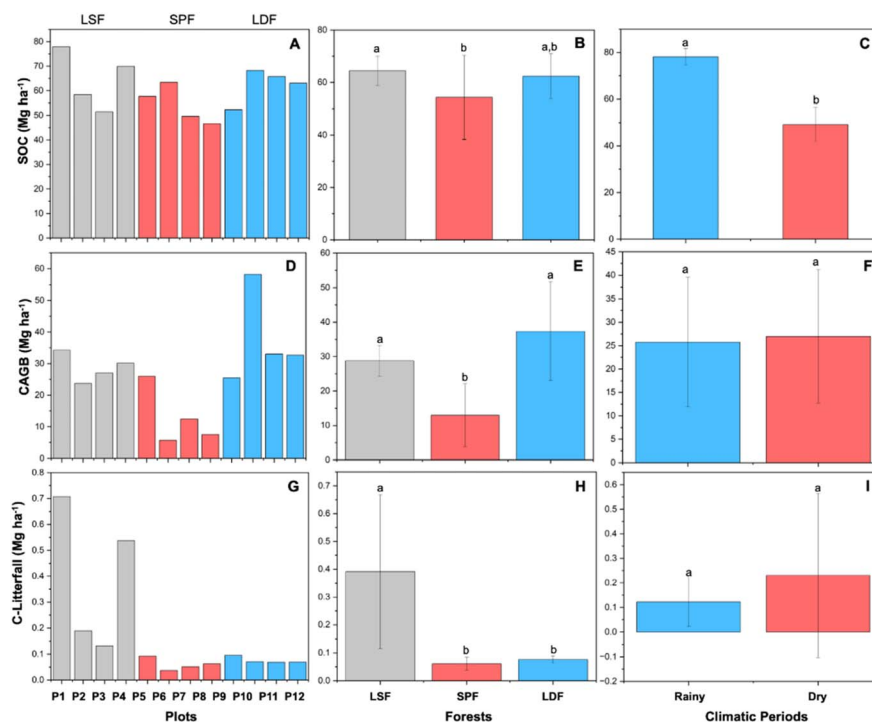 LSF SPF LDF
A
SOC (Mg ha-1)
80
70
60
50
40
30
20
10
0
B
80
60
40
20
0
a
b
a,b
C
80
60
40
20
0
a
b
D
CAGB (Mg ha-1)
60
50
40
30
20
10
0
E
60
50
40
30
20
10
0
a
b
a
F
45
40
35
30
25
20
15
10
5
0
a
a
G
C-Litterfall (Mg ha-1)
0.8
0.7
0.6
0.5
0.4
0.3
0.2
0.1
0.0
P1 P2 P3 P4 P5 P6 P7 P8 P9 P10 P11 P12
Plots
H
0.7
0.6
0.5
0.4
0.3
0.2
0.1
0.0
a
b
b
LSF SPF LDF
Forests
I
0.6
0.5
0.4
0.3
0.2
0.1
0.0
−0.1
−0.2
a
a
Rainy Dry
Climatic Periods